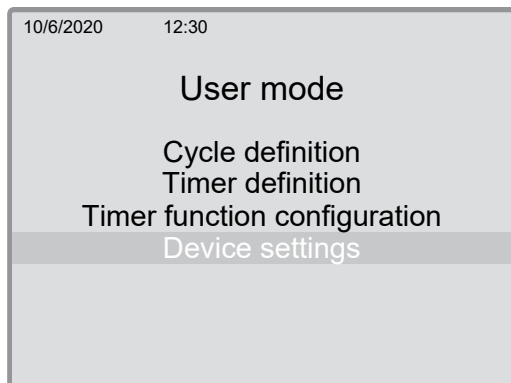 10/6/2020 12:30
User mode
Cycle definition
Timer definition
Timer function configuration
Device settings